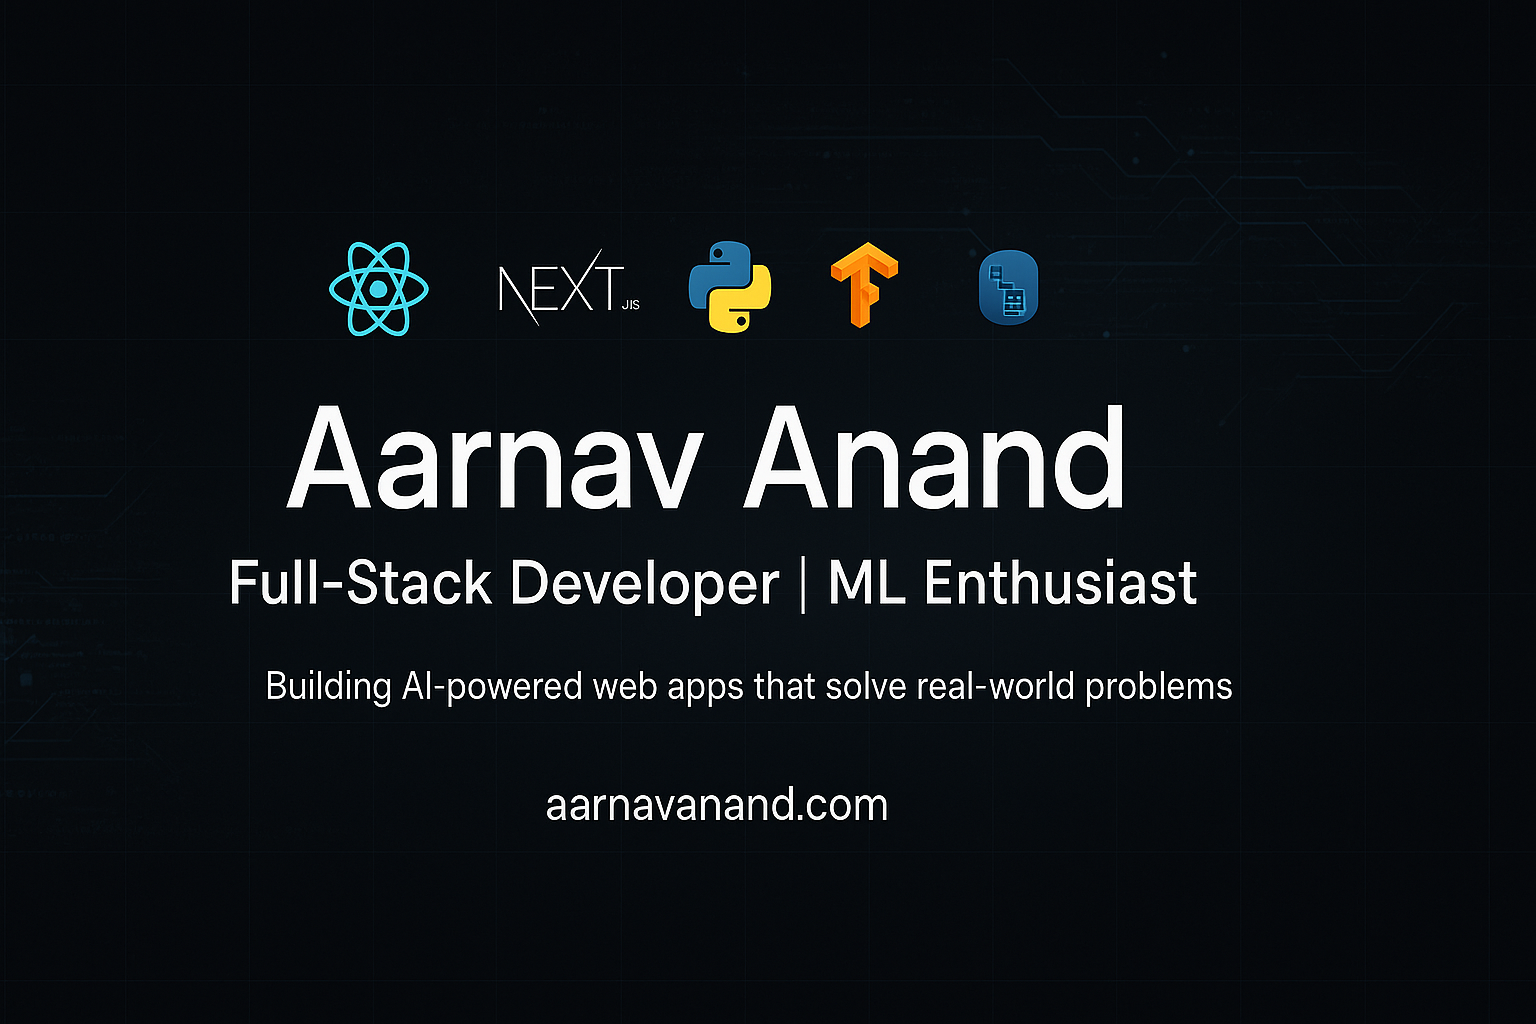 NEXT.JS
Aarnav Anand
Full-Stack Developer | ML Enthusiast
Building AI-powered web apps that solve real-world problems
aarnavanand.com